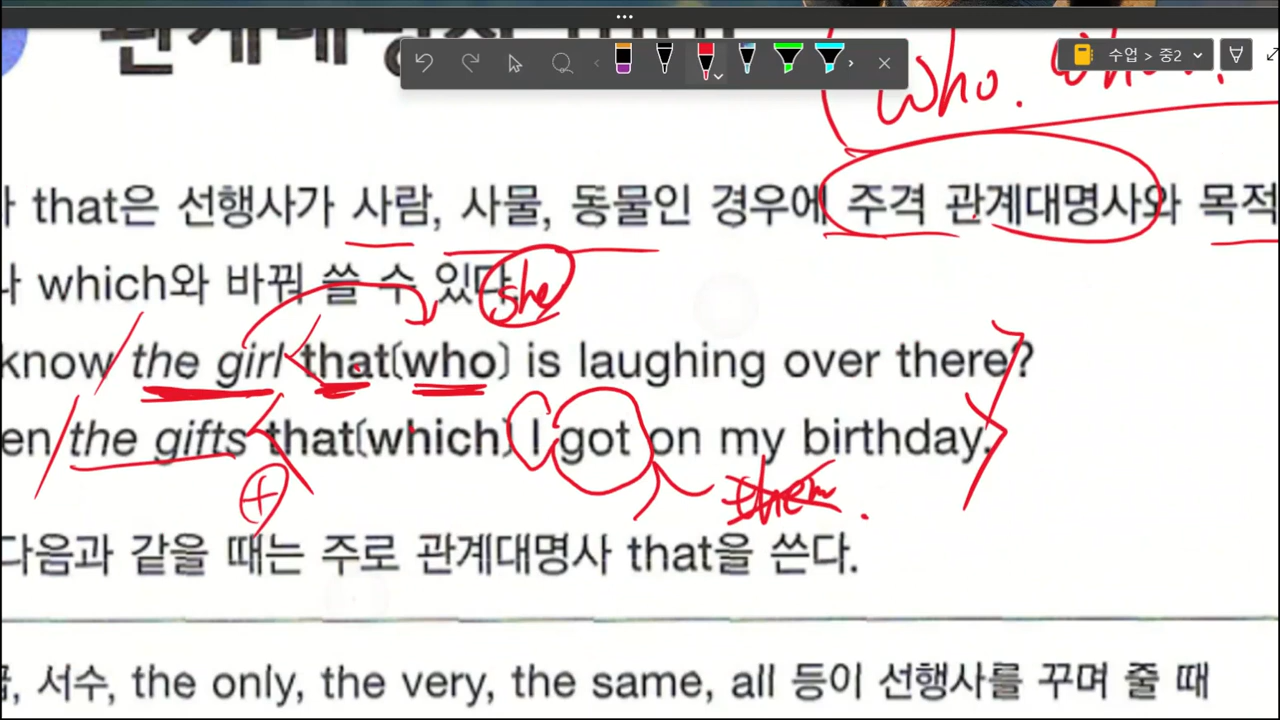 수업 > 중2
who.
that은 선행사가 사람, 사물, 동물인 경우에 주격 관계대명사와 목적
which와 바꿔 쓸 수 있다
she
know the girl that(who) is laughing over there?
en the gifts that(which) I got on my birthday.
them.
다음과 같을 때는 주로 관계대명사 that을 쓴다.
서수, the only, the very, the same, all 등이 선행사를 꾸며 줄 때